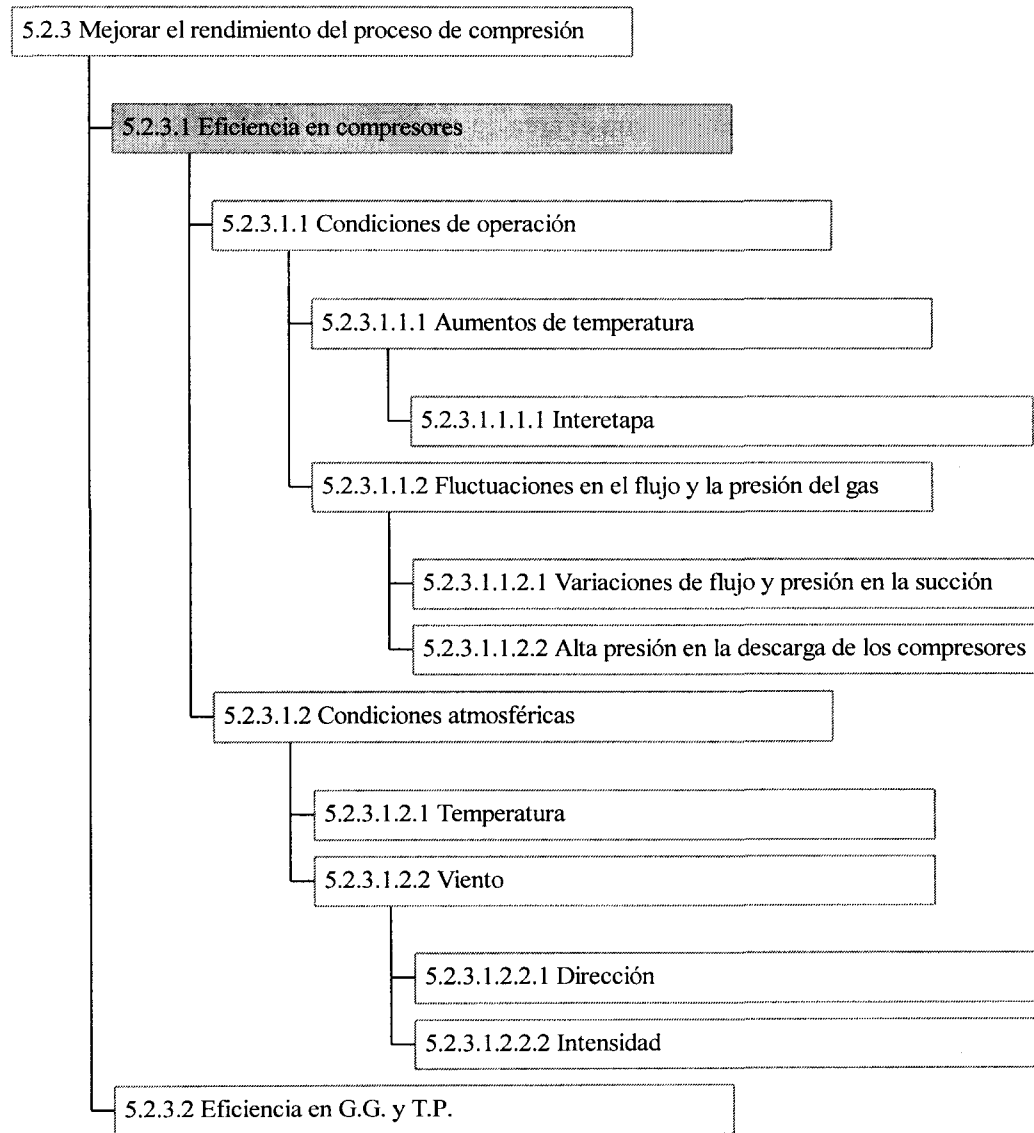 5.2.3 Mejorar el rendimiento del proceso de compresión
5.2.3.1 Eficiencia en compresores
5.2.3.1.1 Condiciones de operación
5.2.3.1.1.1 Aumentos de temperatura
5.2.3.1.1.1.1 Interetapa
5.2.3.1.1.2 Fluctuaciones en el flujo y la presión del gas
5.2.3.1.1.2.1 Variaciones de flujo y presión en la succión
5.2.3.1.1.2.2 Alta presión en la descarga de los compresores
5.2.3.1.2 Condiciones atmosféricas
5.2.3.1.2.1 Temperatura
5.2.3.1.2.2 Viento
5.2.3.1.2.2.1 Dirección
5.2.3.1.2.2.2 Intensidad
5.2.3.2 Eficiencia en G.G. y T.P.